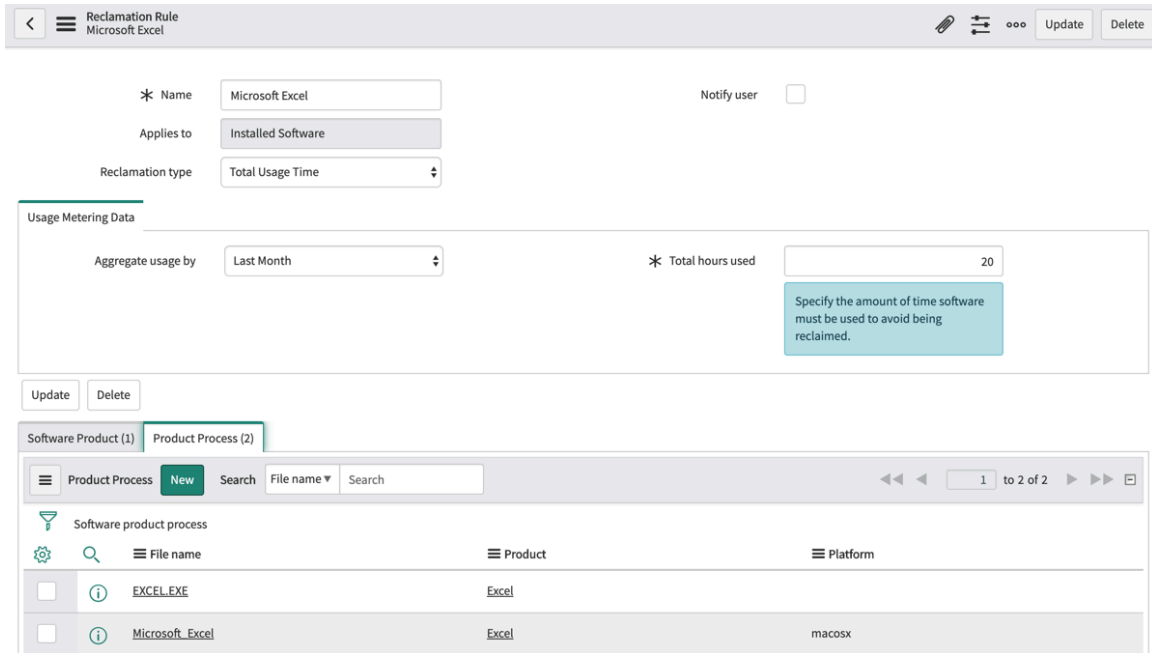 Reclamation Rule
Microsoft Excel
Update
Delete
Name
Microsoft Excel
Notify user
Applies to
Installed Software
Reclamation type
Total Usage Time
Usage Metering Data
Aggregate usage by
Last Month
Total hours used
20
Specify the amount of time software
must be used to avoid being
reclaimed.
Update
Delete
Software Product (1)
Product Process (2)
Product Process
New
Search
File name
Search
1 to 2 of 2
Software product process
File name
Product
Platform
EXCEL.EXE
Excel
Microsoft_Excel
Excel
macosx